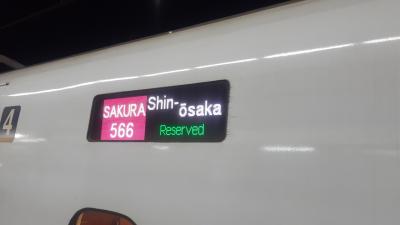 4
SAKURA
566
Shin-
ōsaka
Reserved